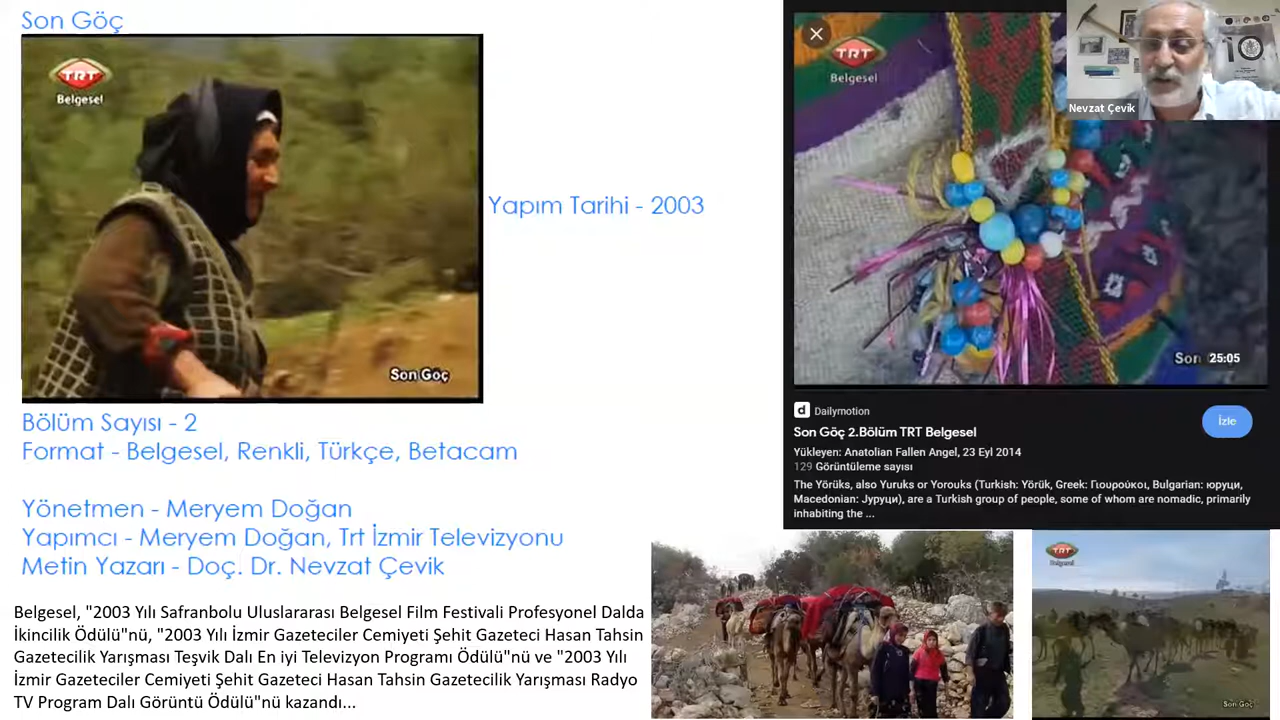 Son Göç
TRT
Belgesel
Son Göç
Yapım Tarihi - 2003
Bölüm Sayısı - 2
Format - Belgesel, Renkli, Türkçe, Betacam
Yönetmen - Meryem Doğan
Yapımcı - Meryem Doğan, Trt İzmir Televizyonu
Metin Yazarı - Doç. Dr. Nevzat Çevik
Belgesel, "2003 Yılı Safranbolu Uluslararası Belgesel Film Festivali Profesyonel Dalda
İkincilik Ödülü"nü, "2003 Yılı İzmir Gazeteciler Cemiyeti Şehit Gazeteci Hasan Tahsin
Gazetecilik Yarışması Teşvik Dalı En iyi Televizyon Programı Ödülü"nü ve "2003 Yılı
İzmir Gazeteciler Cemiyeti Şehit Gazeteci Hasan Tahsin Gazetecilik Yarışması Radyo
TV Program Dalı Görüntü Ödülü"nü kazandı...
TRT
Belgesel
Nevzat Çevik
Son
25:05
d Dailymotion
Son Göç 2.Bölüm TRT Belgesel
İzle
Yükleyen: Anatolian Fallen Angel, 23 Eyl 2014
129 Görüntüleme sayısı
The Yörüks, also Yuruks or Yorouks (Turkish: Yörük, Greek: Γιουρούκοι, Bulgarian: юруци,
Macedonian: Јуруци), are a Turkish group of people, some of whom are nomadic, primarily
inhabiting the ...
TRT
Belgesel
Son Göç